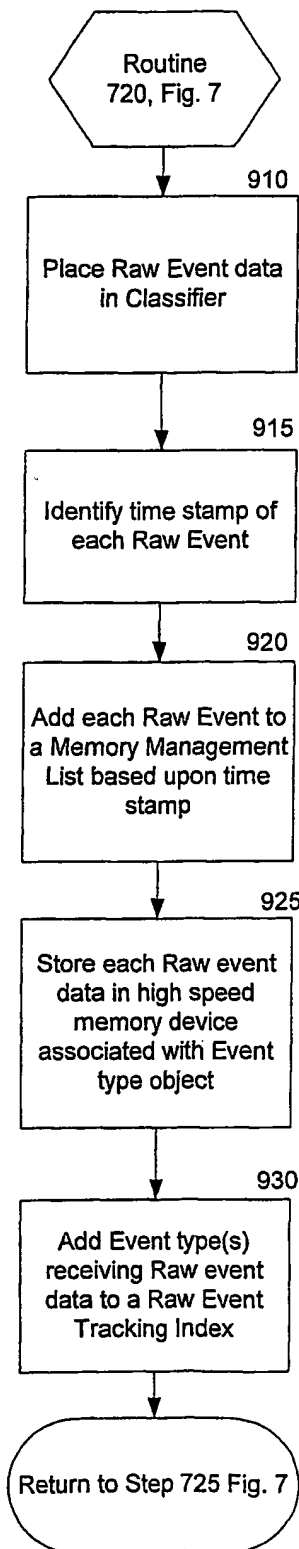 Routine
720, Fig. 7
910
Place Raw Event data
in Classifier
915
Identify time stamp of
each Raw Event
920
Add each Raw Event to
a Memory Management
List based upon time
stamp
925
Store each Raw event
data in high speed
memory device
associated with Event
type object
930
Add Event type(s)
receiving Raw event
data to a Raw Event
Tracking Index
Return to Step 725 Fig. 7